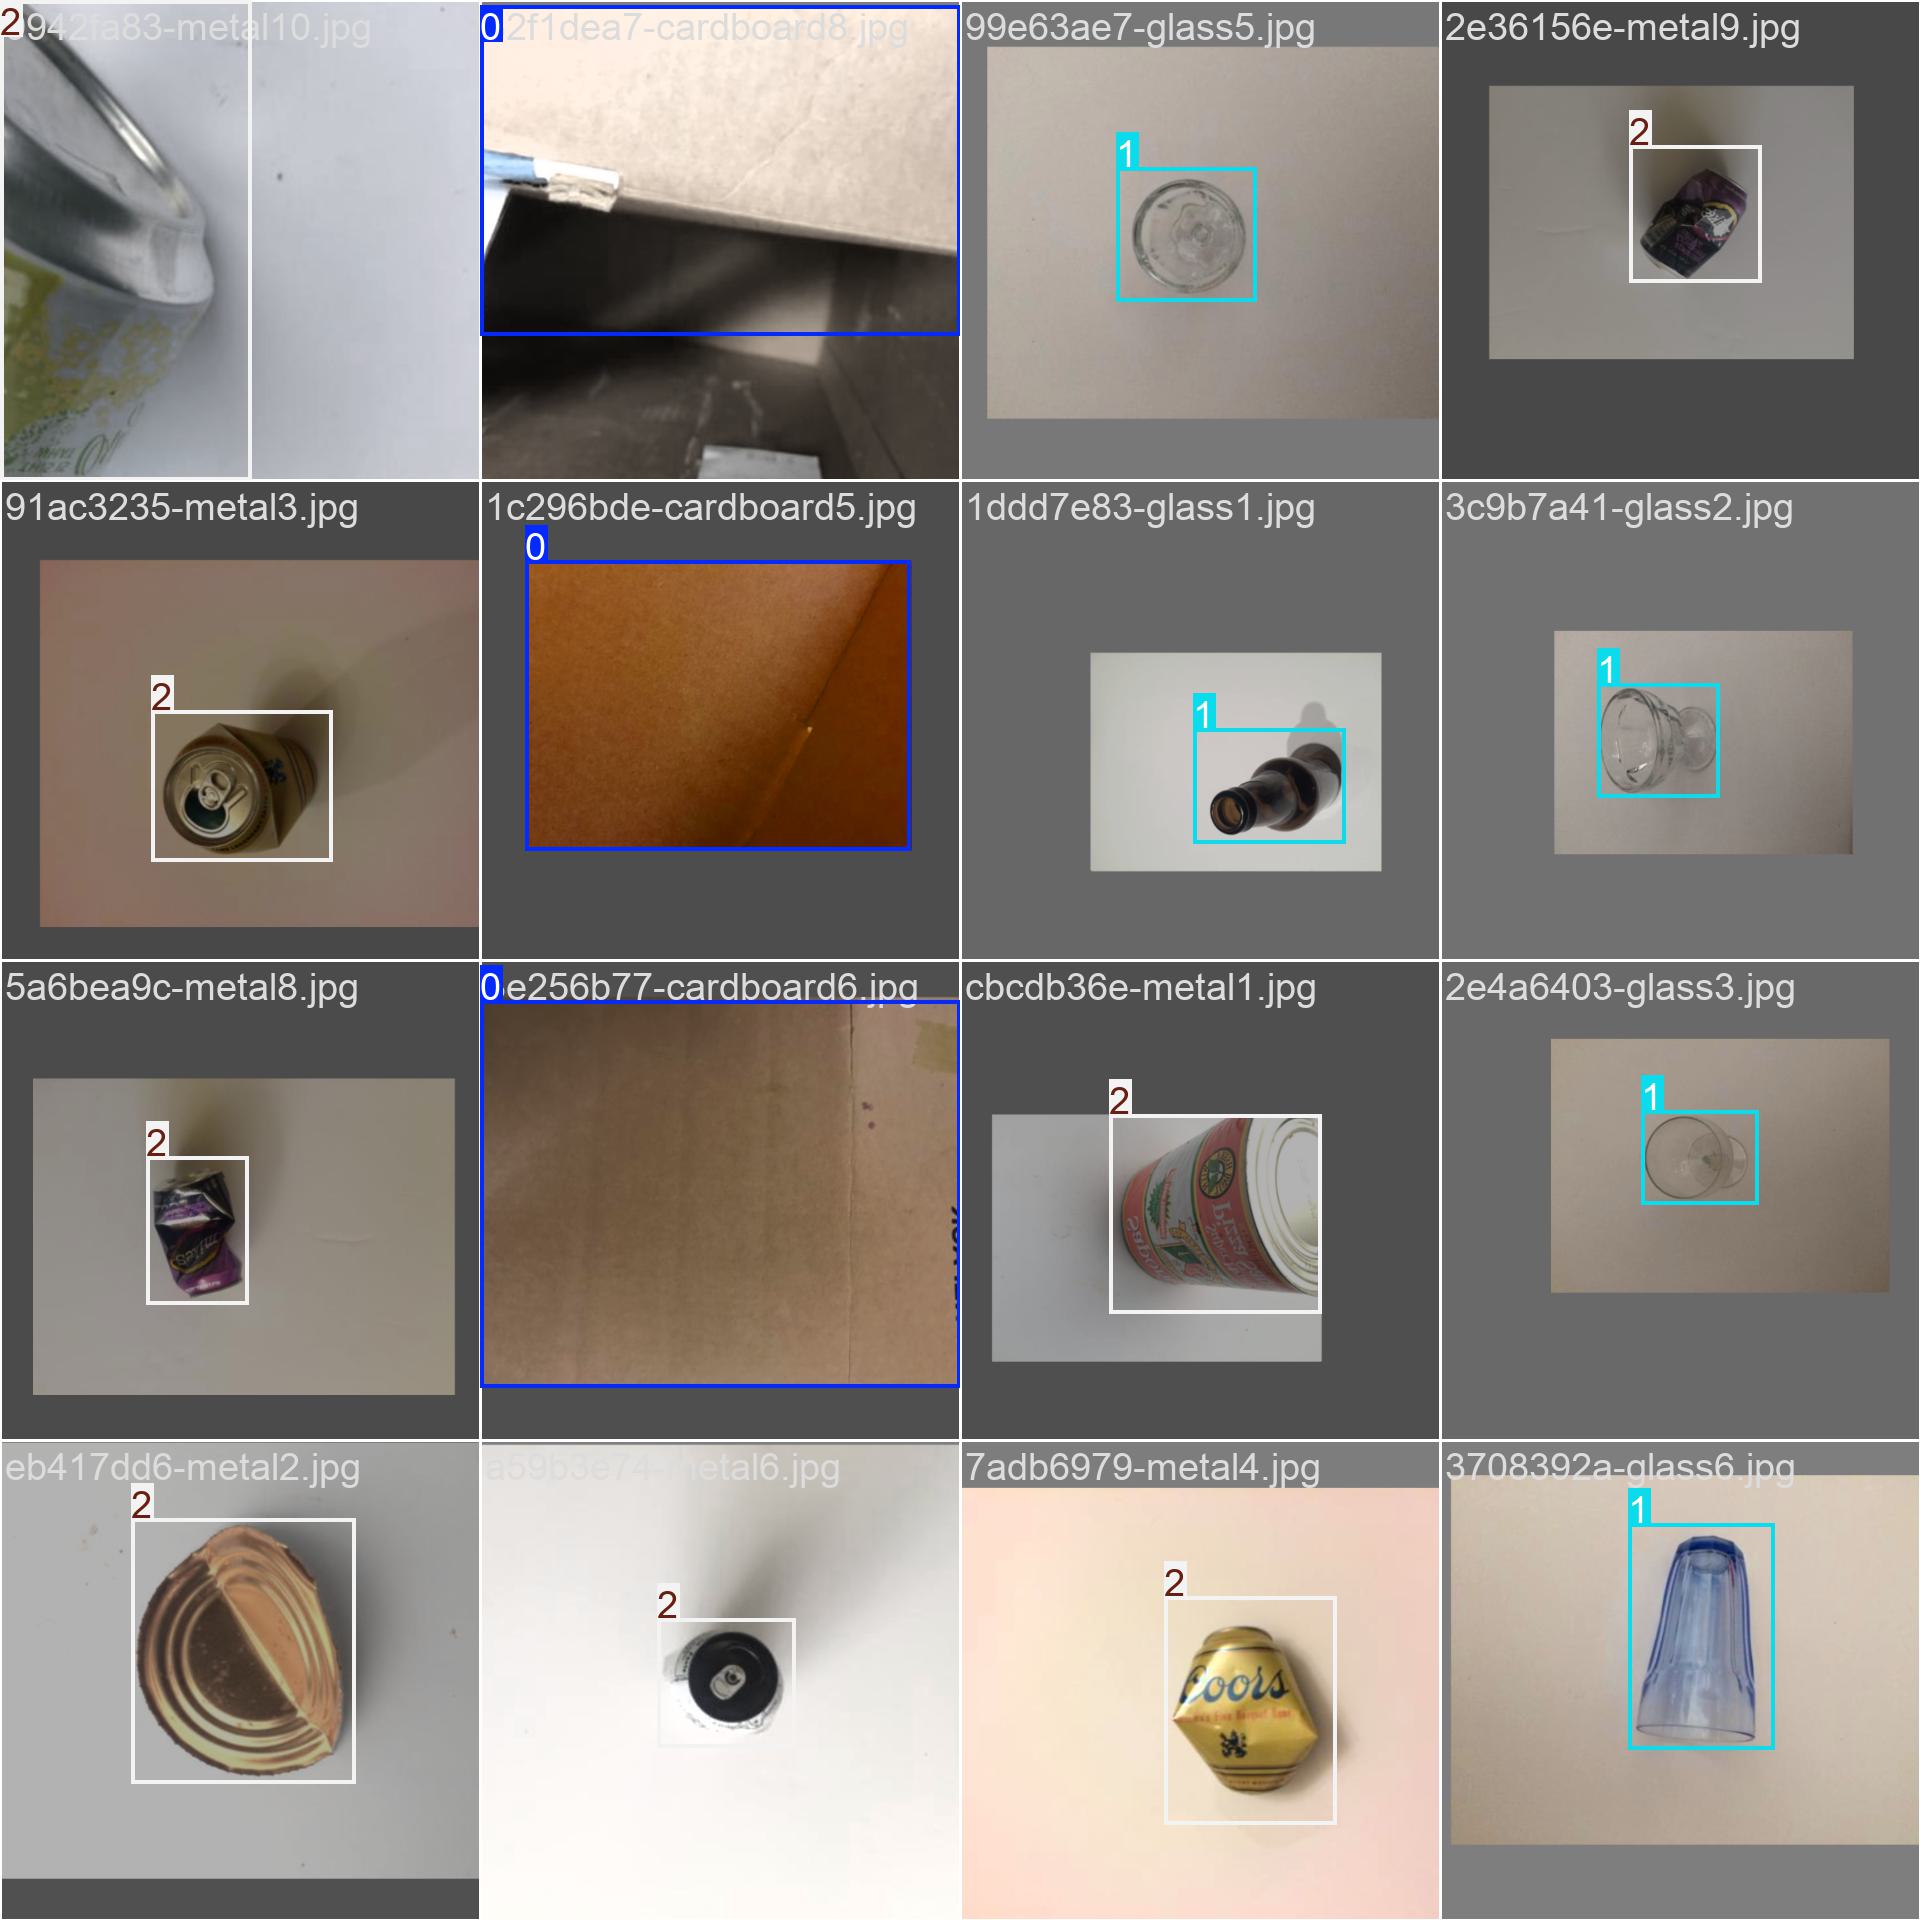 2
942fa83-metal10.jpg
0
2f1dea7-cardboard8.jpg
99e63ae7-glass5.jpg
1
2e36156e-metal9.jpg
2
91ac3235-metal3.jpg
2
1c296bde-cardboard5.jpg
0
1ddd7e83-glass1.jpg
1
3c9b7a41-glass2.jpg
1
5a6bea9c-metal8.jpg
2
0
e256b77-cardboard6.jpg
cbcdb36e-metal1.jpg
2
2e4a6403-glass3.jpg
1
eb417dd6-metal2.jpg
2
a59b3e74-metal6.jpg
2
7adb6979-metal4.jpg
2
Coors
3708392a-glass6.jpg
1